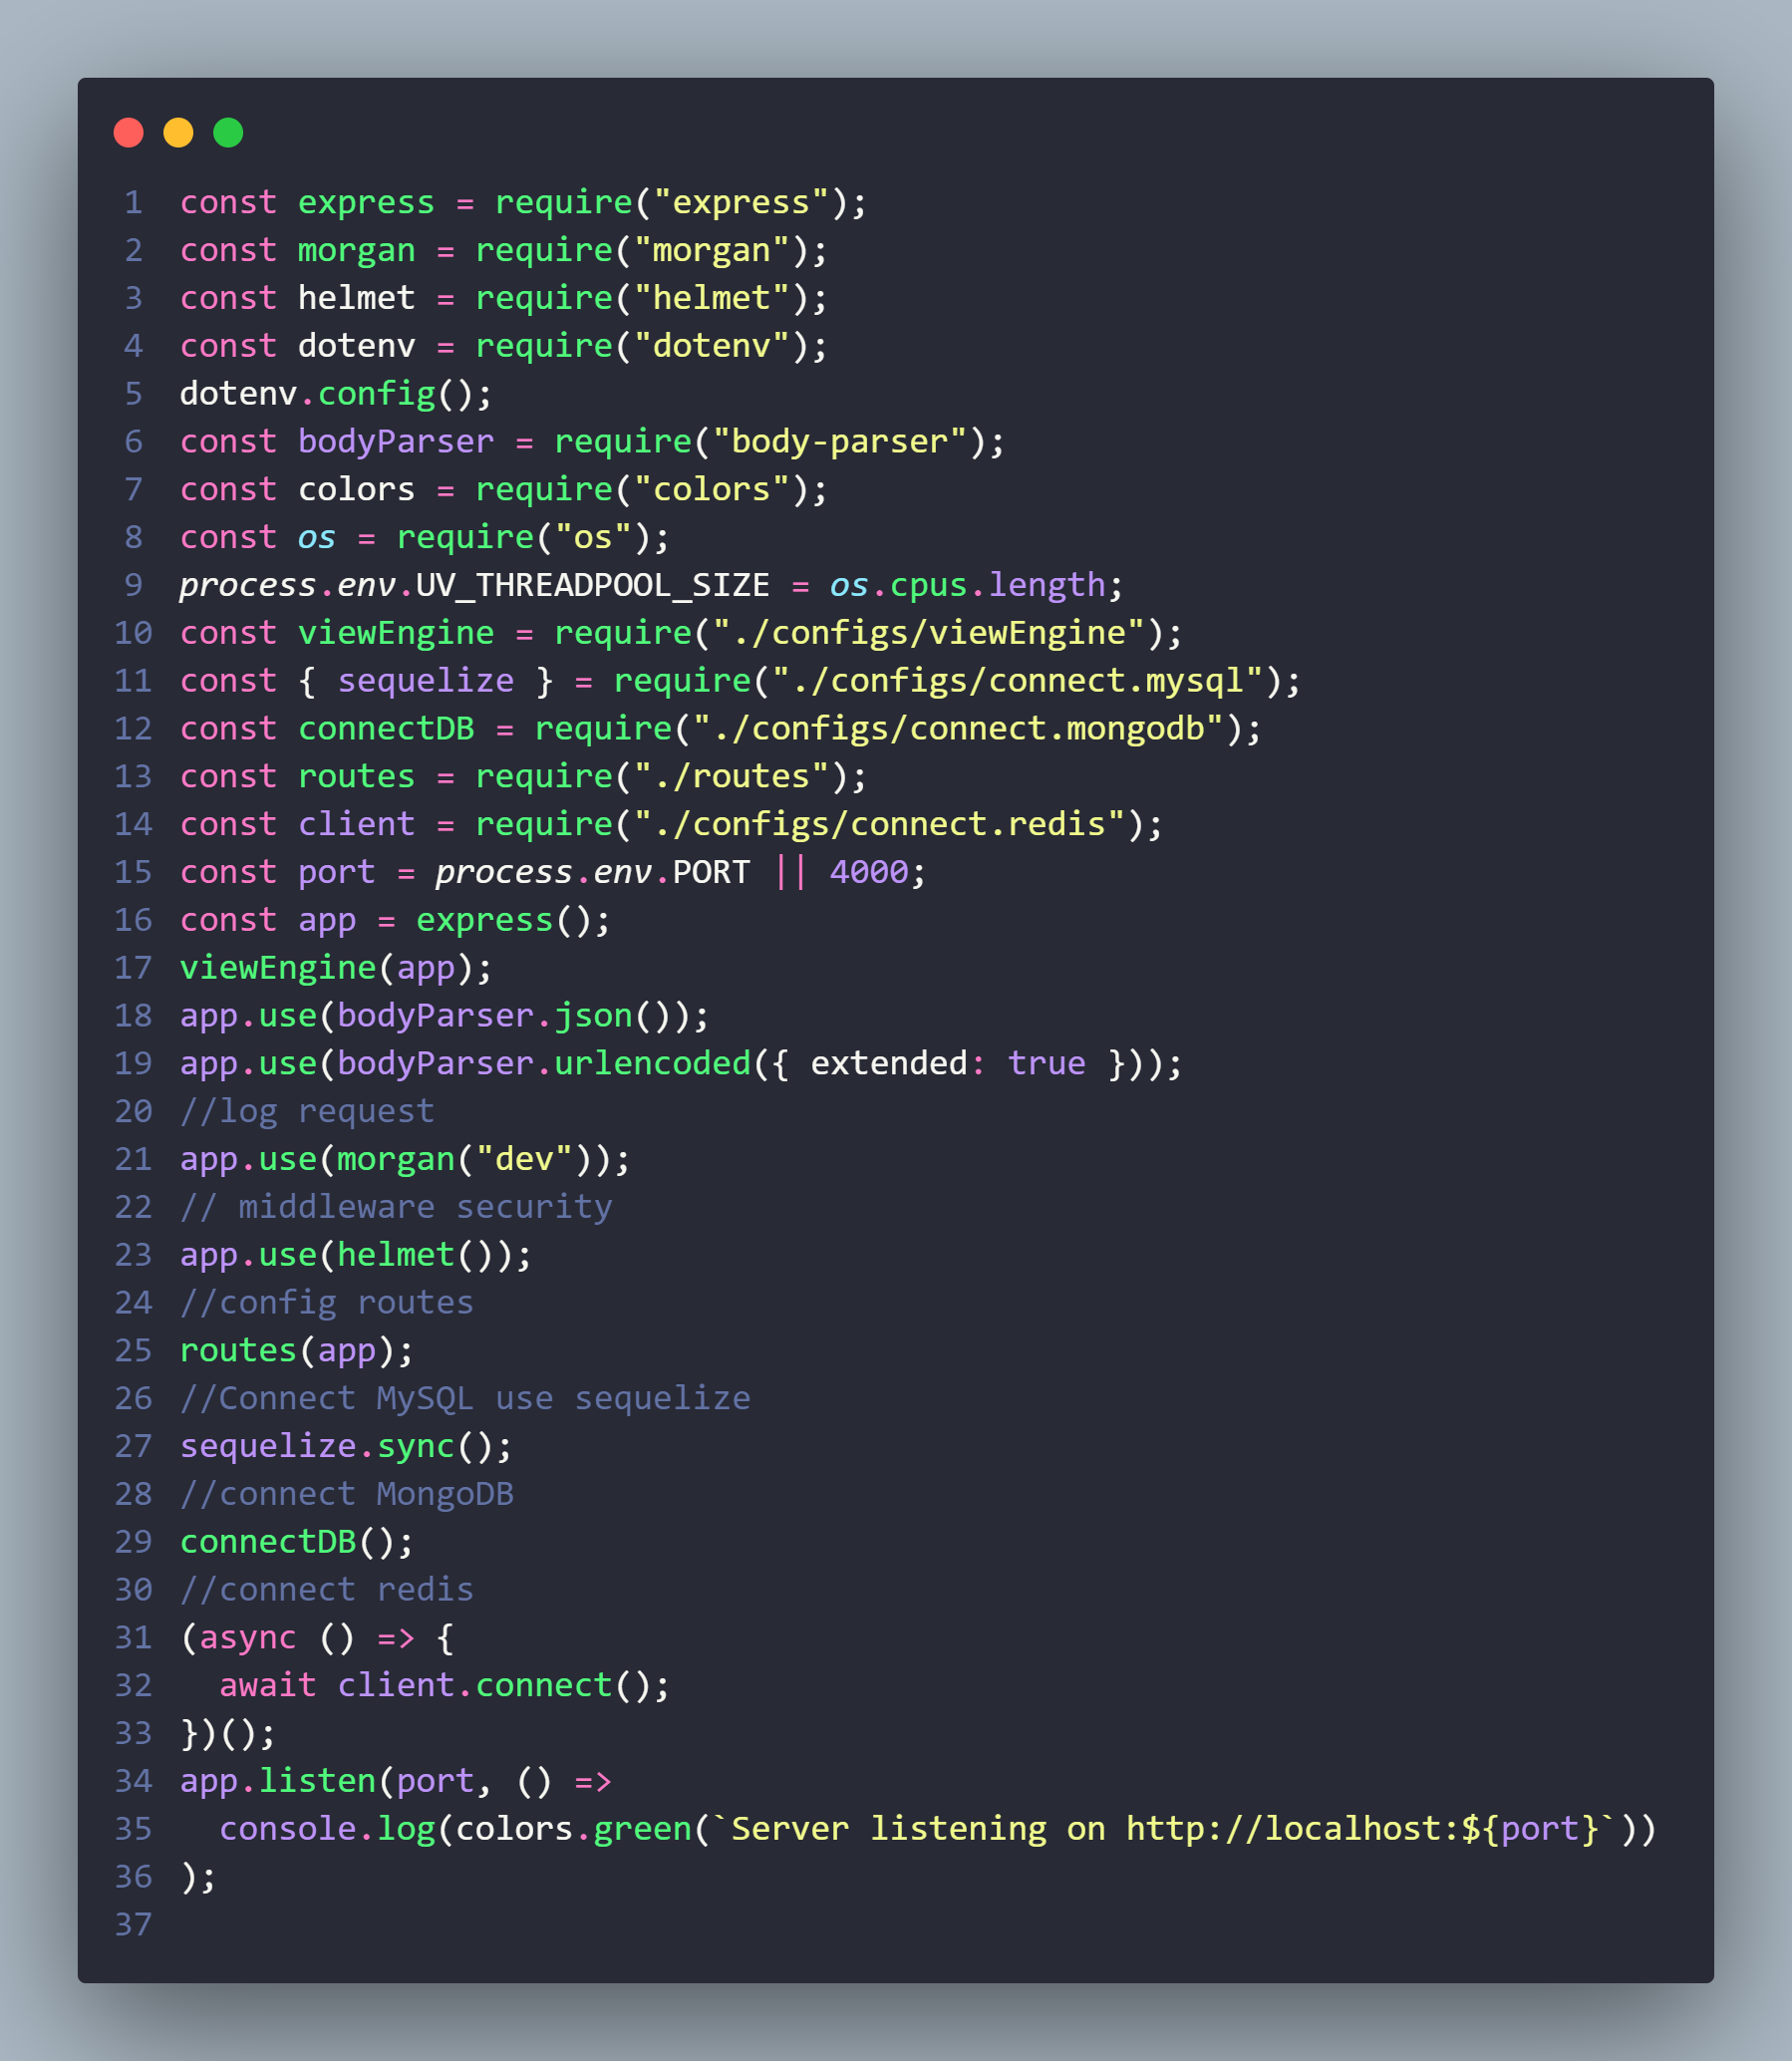 1 const express = require("express");
2 const morgan = require("morgan");
3 const helmet = require("helmet");
4 const dotenv = require("dotenv");
5 dotenv.config();
6 const bodyParser = require("body-parser");
7 const colors = require("colors");
8 const os = require("os");
9 process.env.UV_THREADPOOL_SIZE = os.cpus.length;
10 const viewEngine = require("./configs/viewEngine");
11 const { sequelize } = require("./configs/connect.mysql");
12 const connectDB = require("./configs/connect.mongodb");
13 const routes = require("./routes");
14 const client = require("./configs/connect.redis");
15 const port = process.env.PORT || 4000;
16 const app = express();
17 viewEngine(app);
18 app.use(bodyParser.json());
19 app.use(bodyParser.urlencoded({ extended: true }));
20 //log request
21 app.use(morgan("dev"));
22 // middleware security
23 app.use(helmet());
24 //config routes
25 routes(app);
26 //Connect MySQL use sequelize
27 sequelize.sync();
28 //connect MongoDB
29 connectDB();
30 //connect redis
31 (async () => {
32   await client.connect();
33 })();
34 app.listen(port, () =>
35   console.log(colors.green(`Server listening on http://localhost:${port}`))
36 );
37